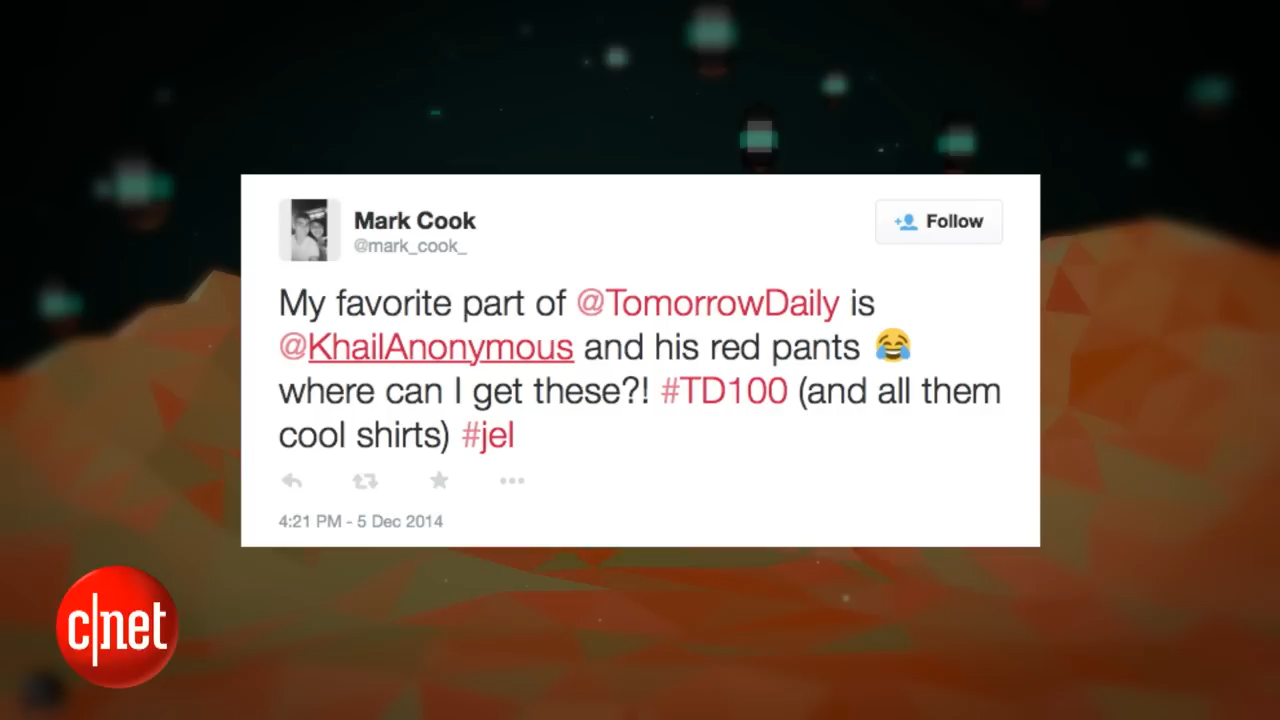 Mark Cook
@mark_cook_
Follow
My favorite part of @TomorrowDaily is
@KhailAnonymous and his red pants 😂
where can I get these?! #TD100 (and all them
cool shirts) #jel
4:21 PM - 5 Dec 2014
c|net